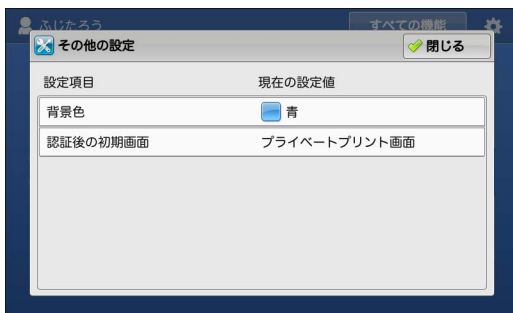 ふじたろう すべての機能
その他の設定 閉じる
設定項目 現在の設定値
背景色 青
認証後の初期画面 プライベートプリント画面